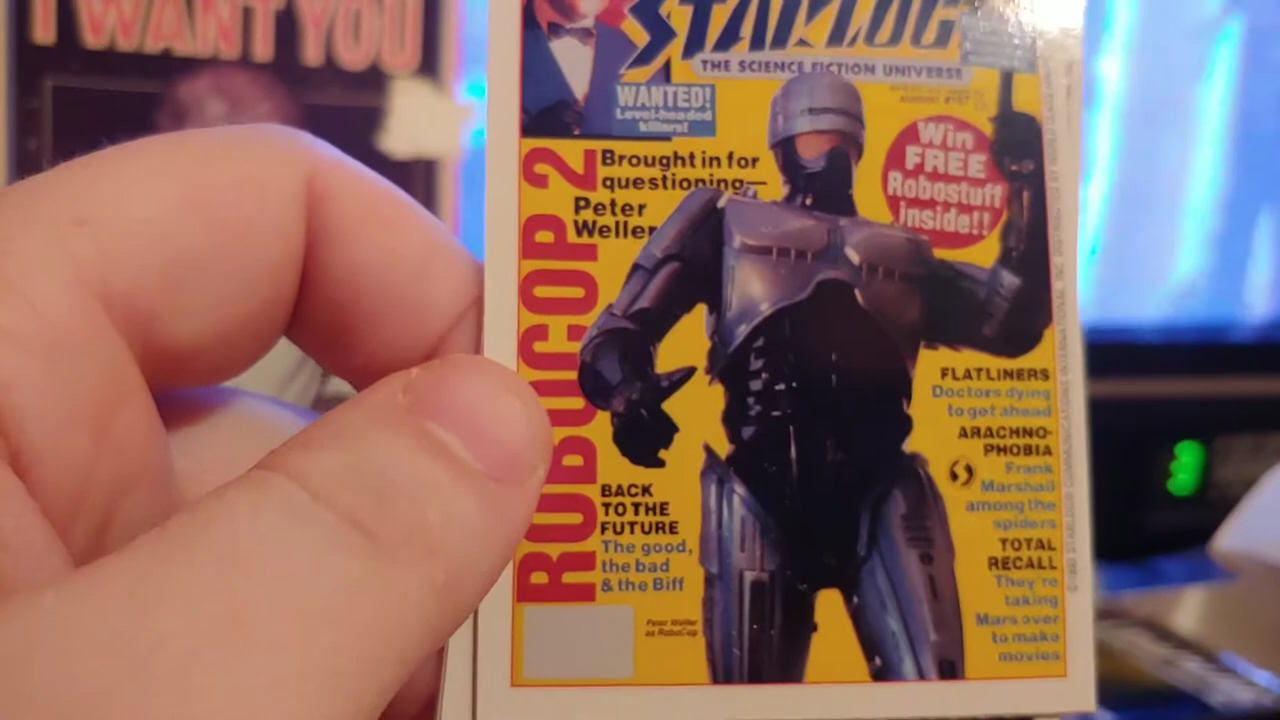 I WANT YOU
STARLOG
THE SCIENCE FICTION UNIVERSE
AUGUST #157
WANTED!
Level-headed
killers!
Win
FREE
Robostuff
inside!!
ROBOCOP 2
Brought in for
questioning—
Peter
Weller
FLATLINERS
Doctors dying
to get ahead
ARACHNO-
PHOBIA
Frank
Marshall
among the
spiders
TOTAL
RECALL
They're
taking
Mars over
to make
movies
BACK
TO THE
FUTURE
The good,
the bad
& the Biff
Peter Weller
as RoboCop